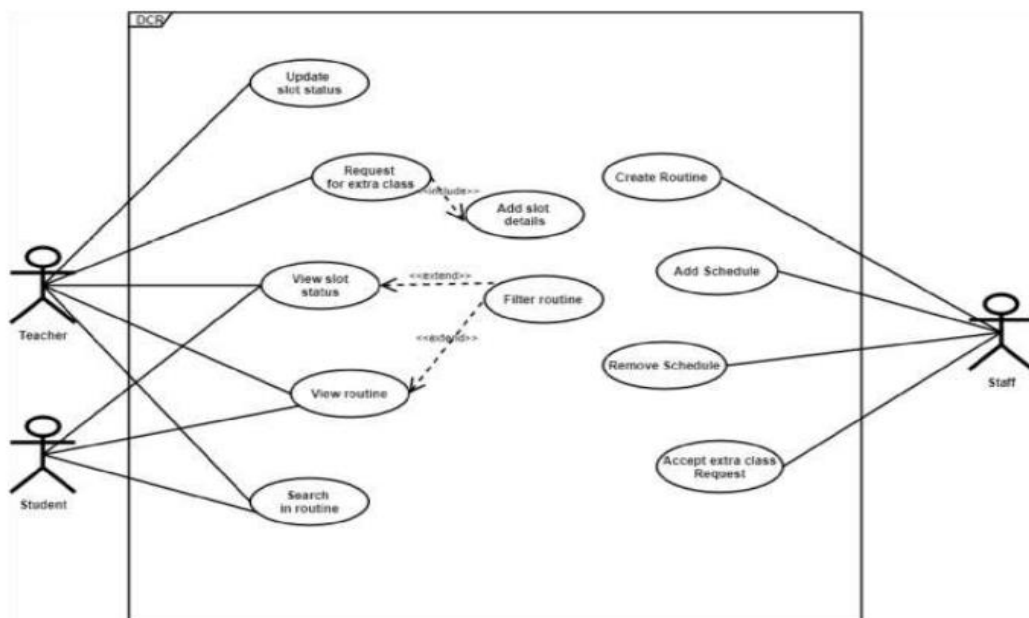 DCR
Update
slot status
Request
for extra class
<<include>>
Add slot
details
Create Routine
View slot
status
<<extend>>
Filter routine
Add Schedule
<<extend>>
Teacher
Staff
Remove Schedule
View routine
Accept extra class
Request
Search
in routine
Student